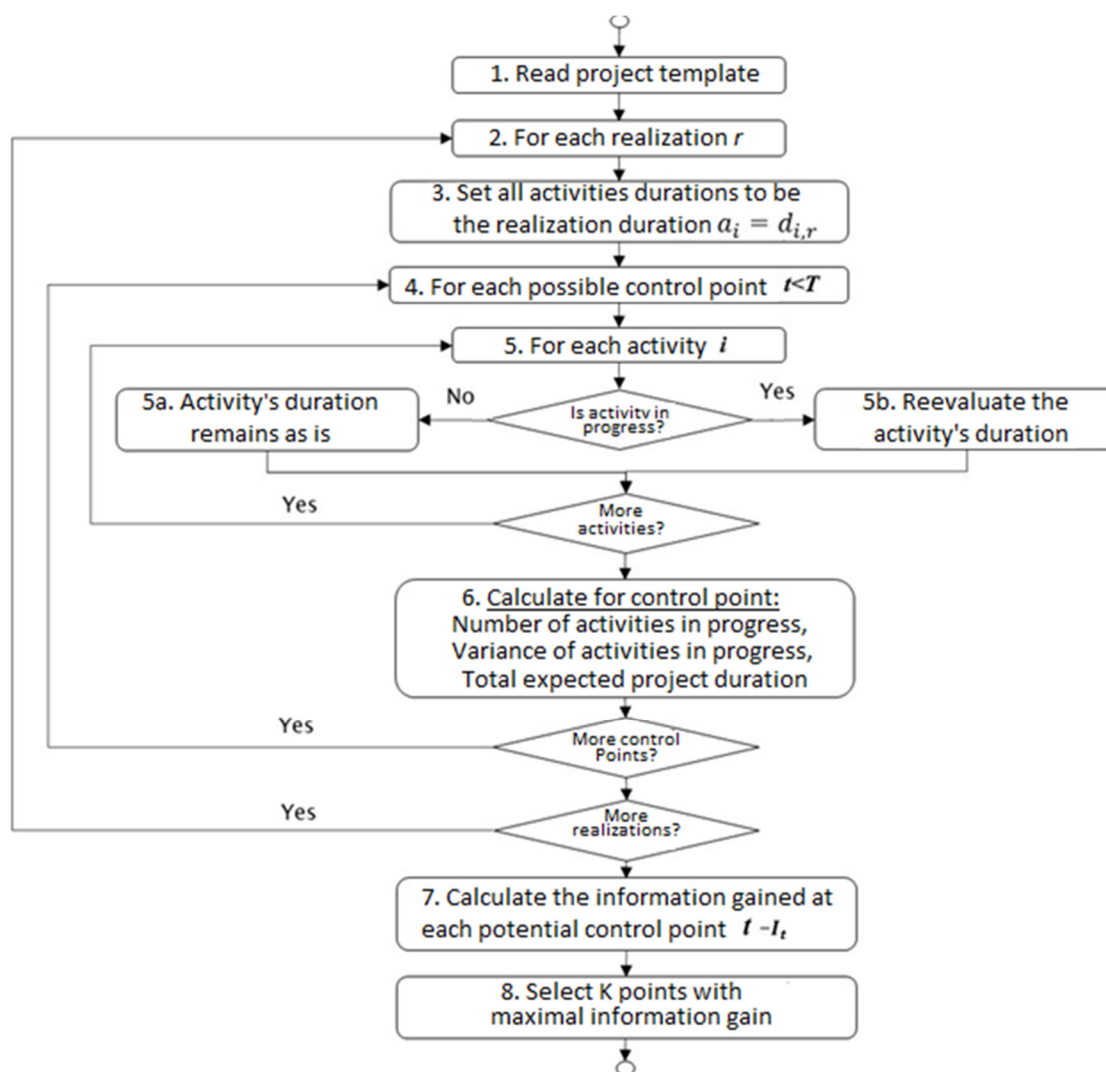 1. Read project template
2. For each realization r
3. Set all activities durations to be
the realization duration aᵢ = dᵢ,ᵣ
4. For each possible control point t<T
5. For each activity i
No
Yes
5a. Activity's duration
remains as is
Is activity in
progress?
5b. Reevaluate the
activity's duration
Yes
More
activities?
6. Calculate for control point:
Number of activities in progress,
Variance of activities in progress,
Total expected project duration
Yes
More control
Points?
Yes
More
realizations?
7. Calculate the information gained at
each potential control point t -Iₜ
8. Select K points with
maximal information gain